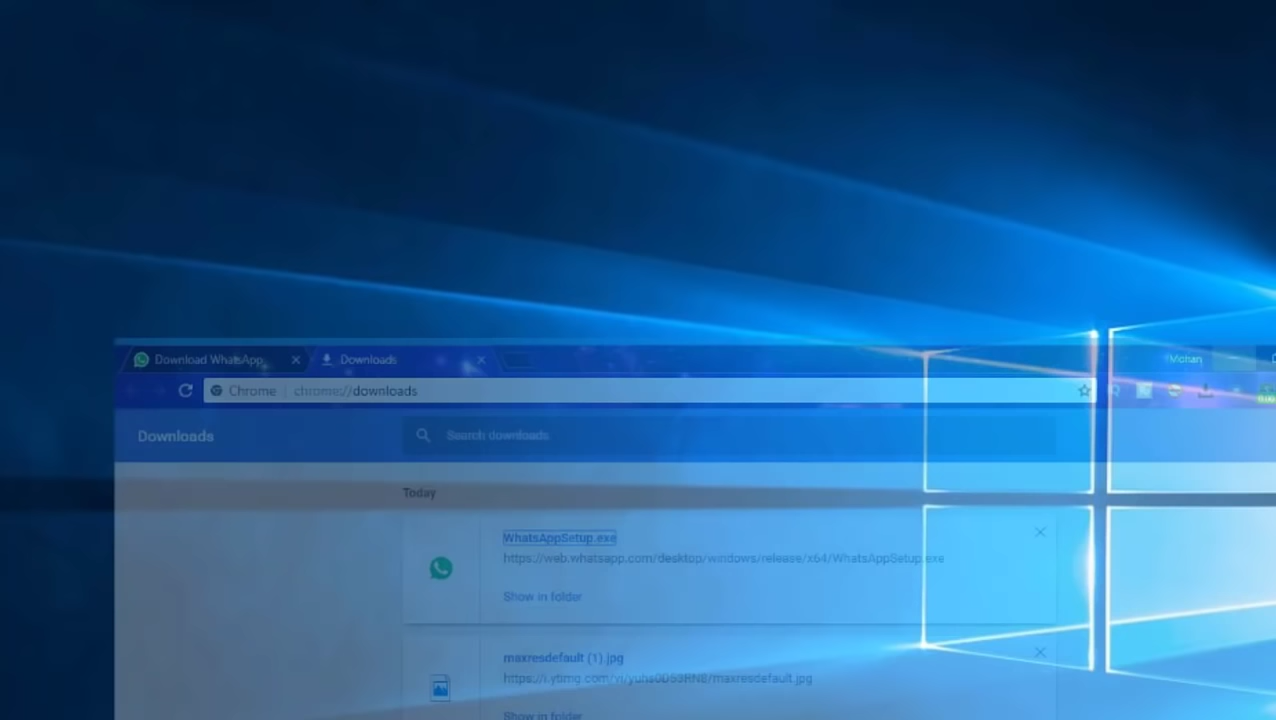 Download WhatsApp
Downloads
Mohan
Chrome
chrome://downloads
Downloads
Search downloads
Today
WhatsAppSetup.exe
https://web.whatsapp.com/desktop/windows/release/x64/WhatsAppSetup.exe
Show in folder
maxresdefault (1).jpg
Show in folder